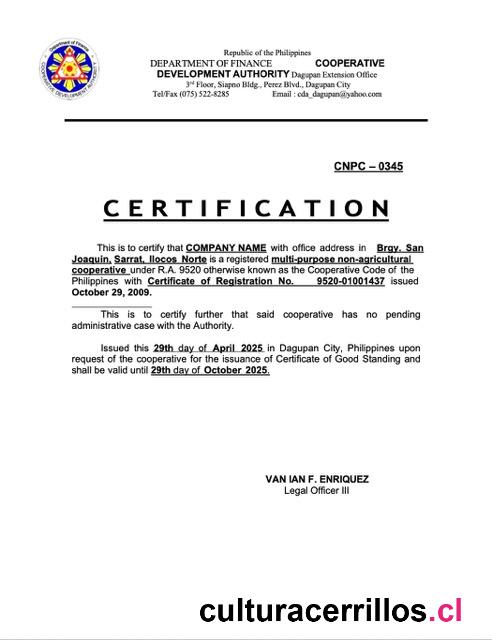 Republic of the Philippines
DEPARTMENT OF FINANCE COOPERATIVE
DEVELOPMENT AUTHORITY Dagupan Extension Office
3rd Floor, Siapno Bldg., Perez Blvd., Dagupan City
Tel/Fax (075) 522-8285 Email : cda_dagupan@yahoo.com
CNPC – 0345
CERTIFICATION
This is to certify that COMPANY NAME with office address in Brgy. San
Joaquin, Sarrat, Ilocos Norte is a registered multi-purpose non-agricultural
cooperative under R.A. 9520 otherwise known as the Cooperative Code of the
Philippines with Certificate of Registration No. 9520-01001437 issued
October 29, 2009.
This is to certify further that said cooperative has no pending
administrative case with the Authority.
Issued this 29th day of April 2025 in Dagupan City, Philippines upon
request of the cooperative for the issuance of Certificate of Good Standing and
shall be valid until 29th day of October 2025.
VAN IAN F. ENRIQUEZ
Legal Officer III
culturacerrillos.cl